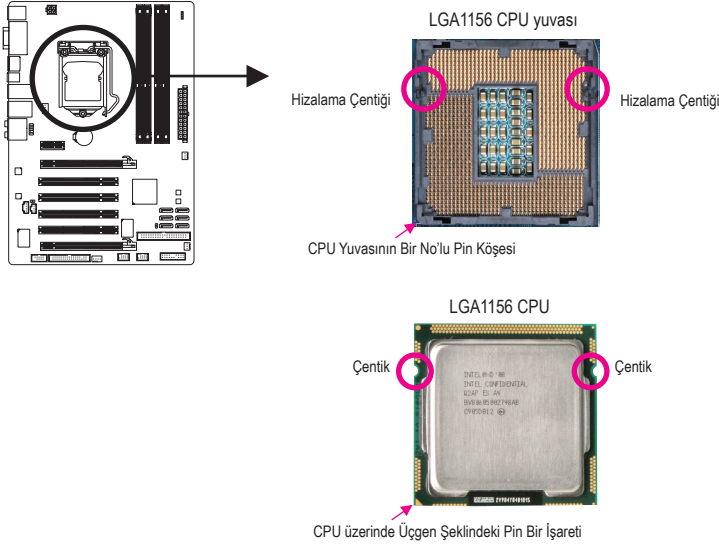 LGA1156 CPU yuvası
Hizalama Çentiği
Hizalama Çentiği
CPU Yuvasının Bir No'lu Pin Köşesi
LGA1156 CPU
Çentik
Çentik
INTEL CONFIDENTIAL
CPU üzerinde Üçgen Şeklindeki Pin Bir İşareti